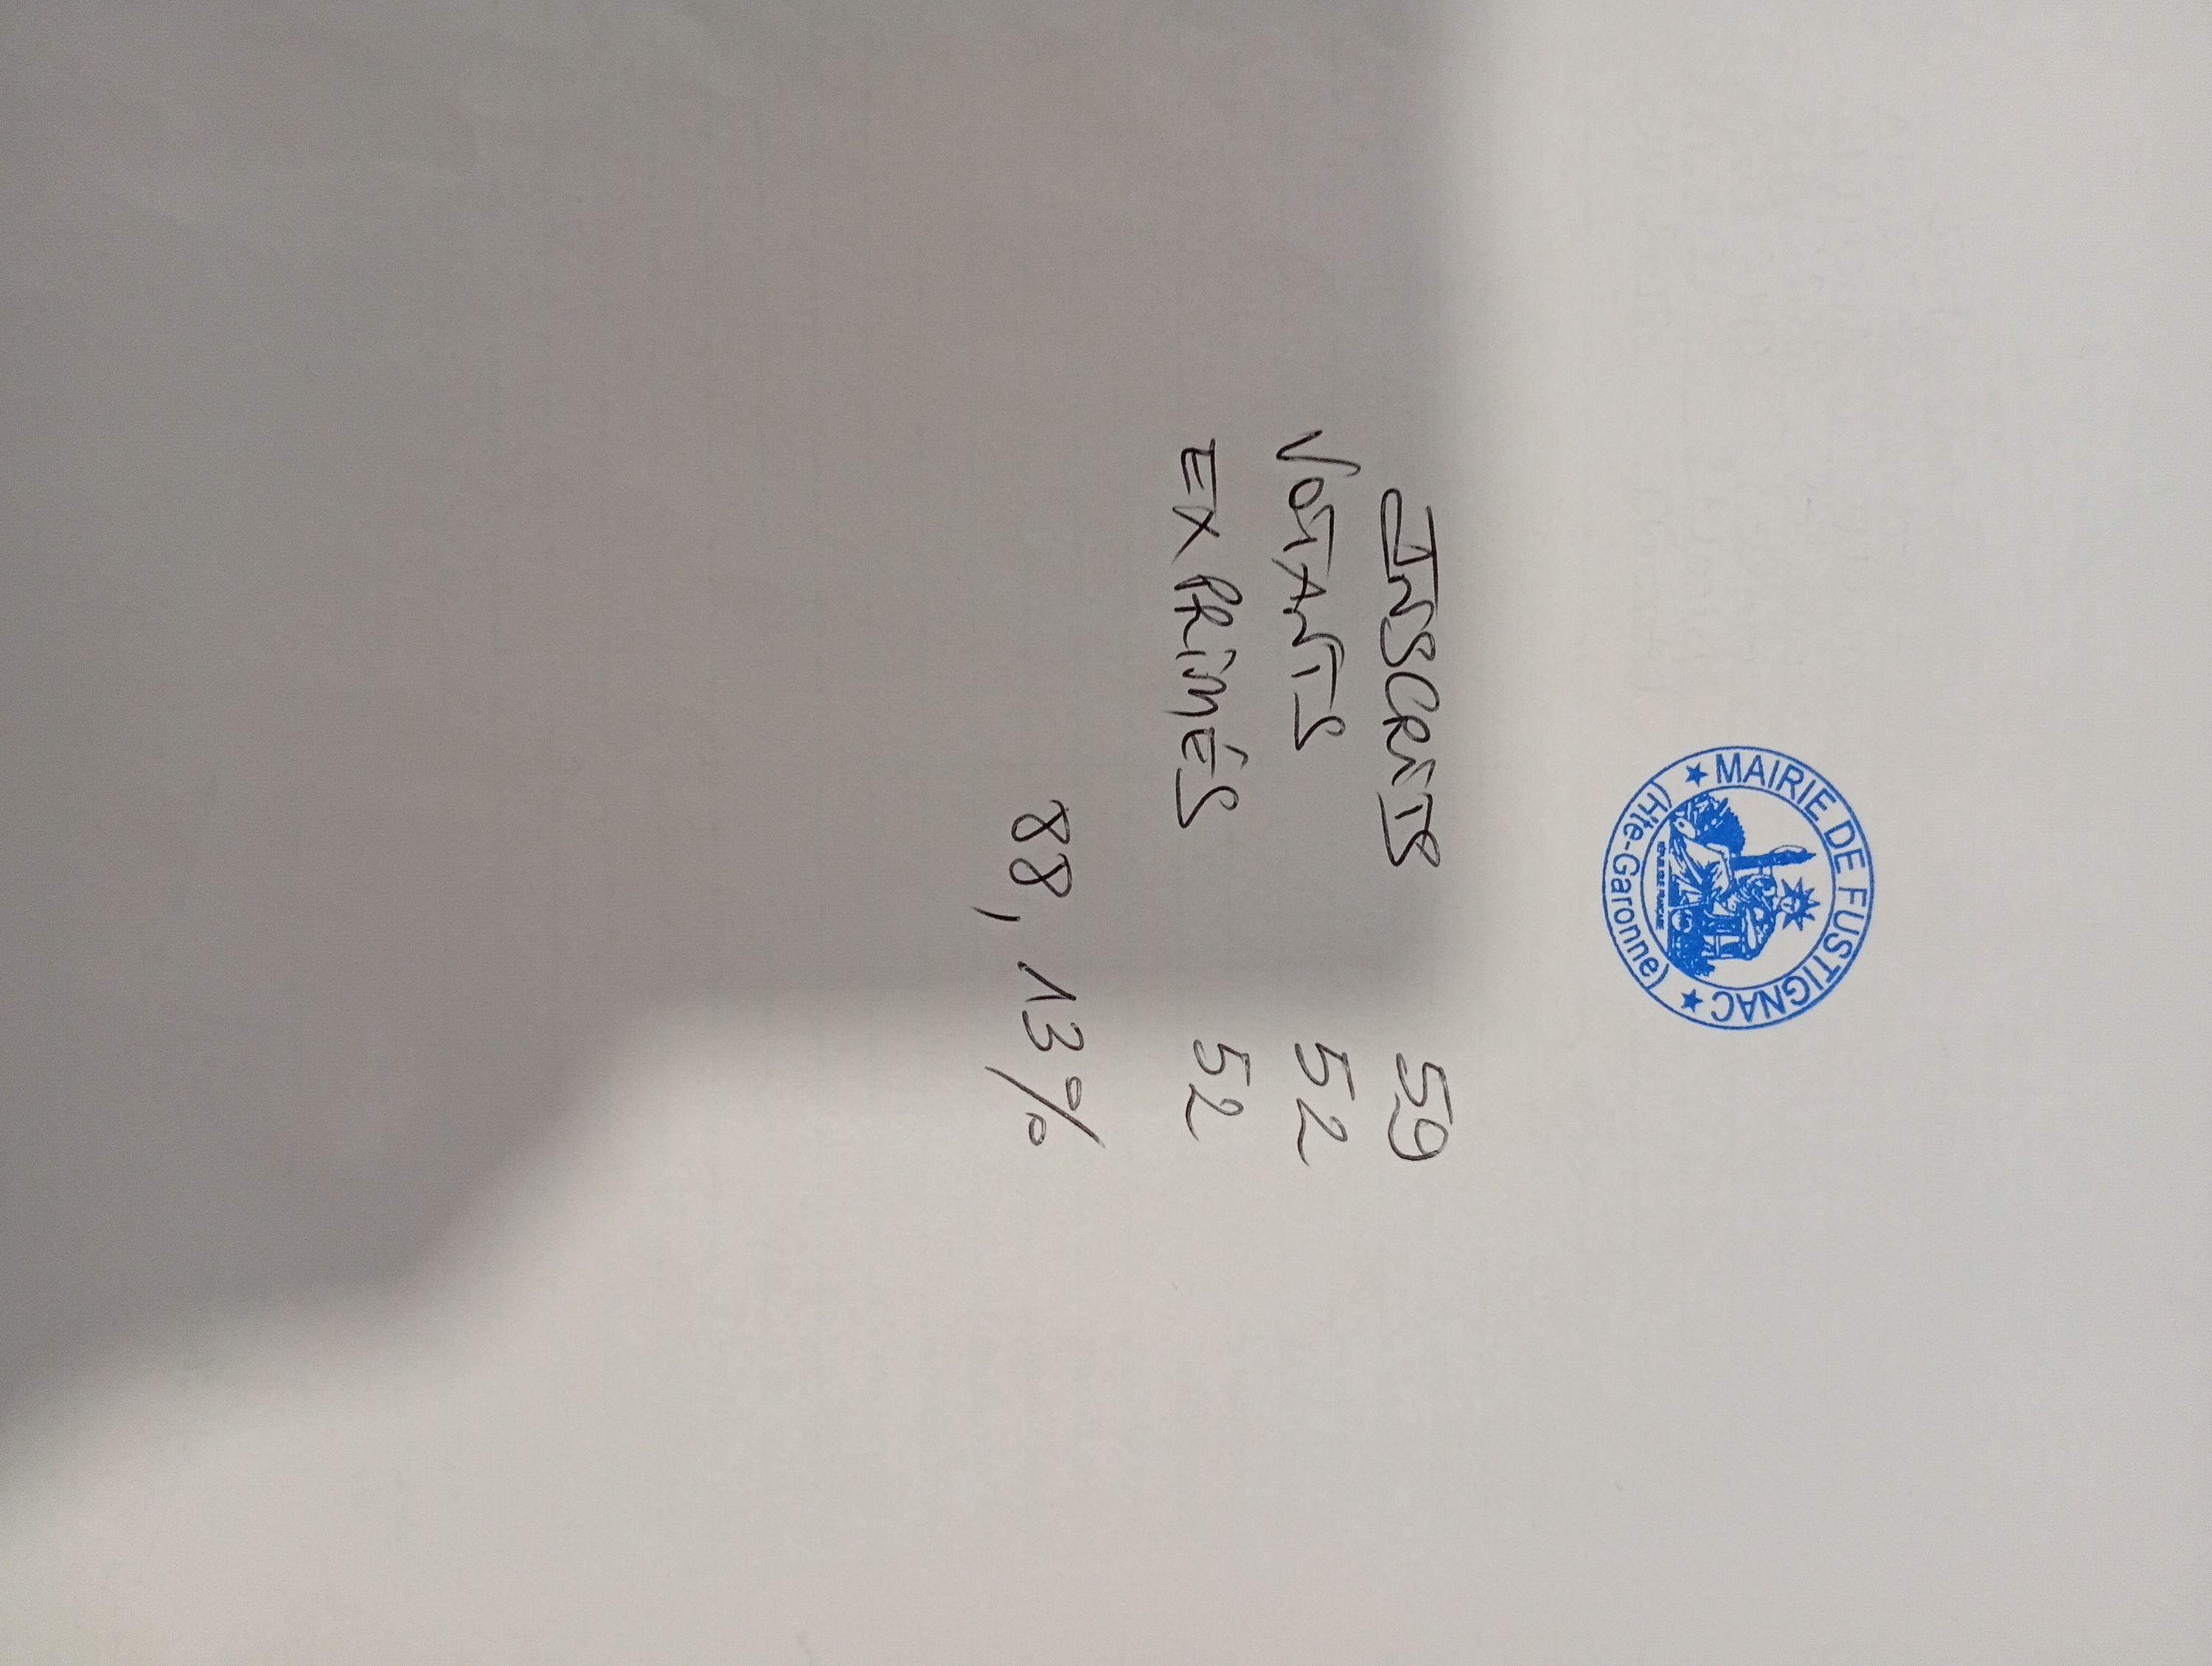 MAIRIE DE FUSTIGNAC
(Hte-Garonne)
INSCRITS 59
VOTANTS 52
EXPRIMÉS 52
88,13%